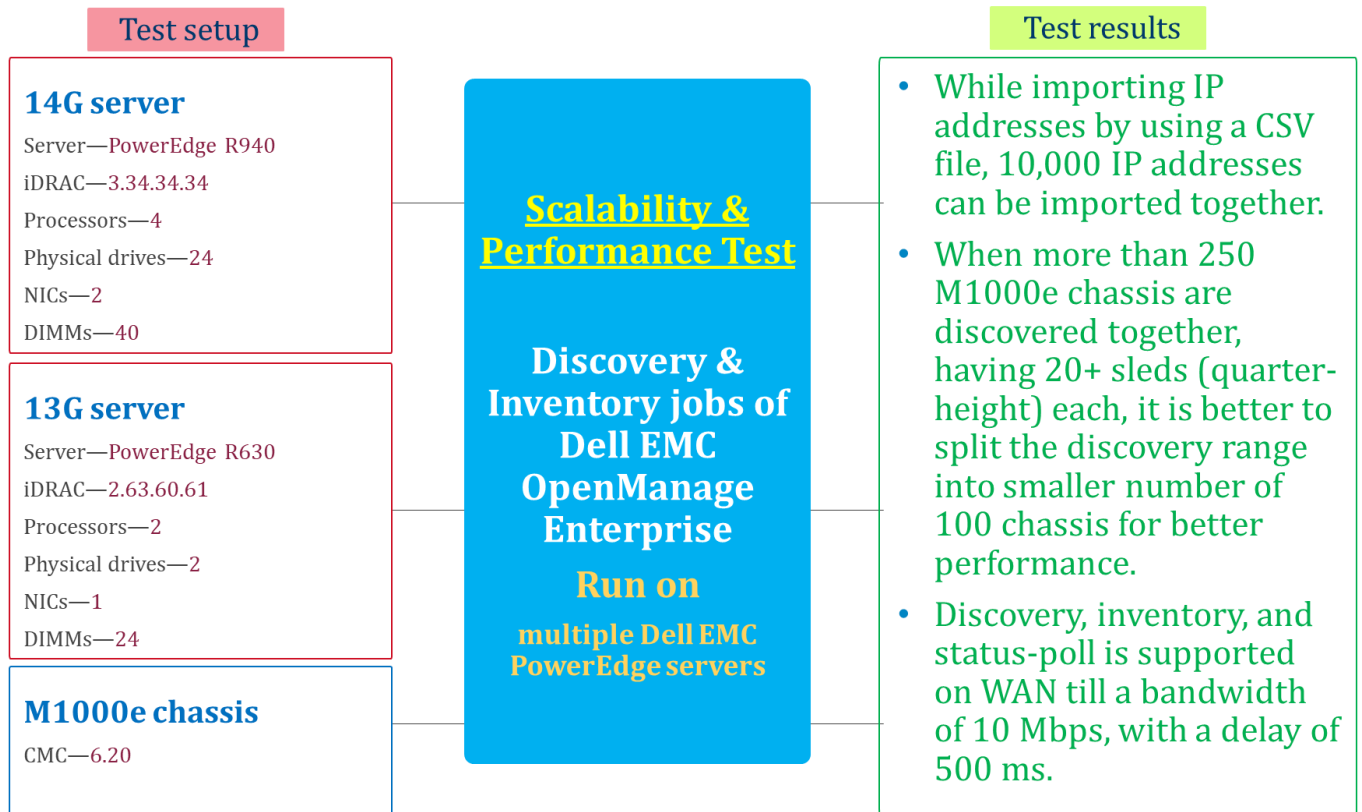 Test setup
14G server
Server—PowerEdge R940
iDRAC—3.34.34.34
Processors—4
Physical drives—24
NICs—2
DIMMs—40
13G server
Server—PowerEdge R630
iDRAC—2.63.60.61
Processors—2
Physical drives—2
NICs—1
DIMMs—24
M1000e chassis
CMC—6.20
Scalability &
Performance Test
Discovery &
Inventory jobs of
Dell EMC
OpenManage
Enterprise
Run on
multiple Dell EMC
PowerEdge servers
Test results
• While importing IP
addresses by using a CSV
file, 10,000 IP addresses
can be imported together.
• When more than 250
M1000e chassis are
discovered together,
having 20+ sleds (quarter-
height) each, it is better to
split the discovery range
into smaller number of
100 chassis for better
performance.
• Discovery, inventory, and
status-poll is supported
on WAN till a bandwidth
of 10 Mbps, with a delay of
500 ms.